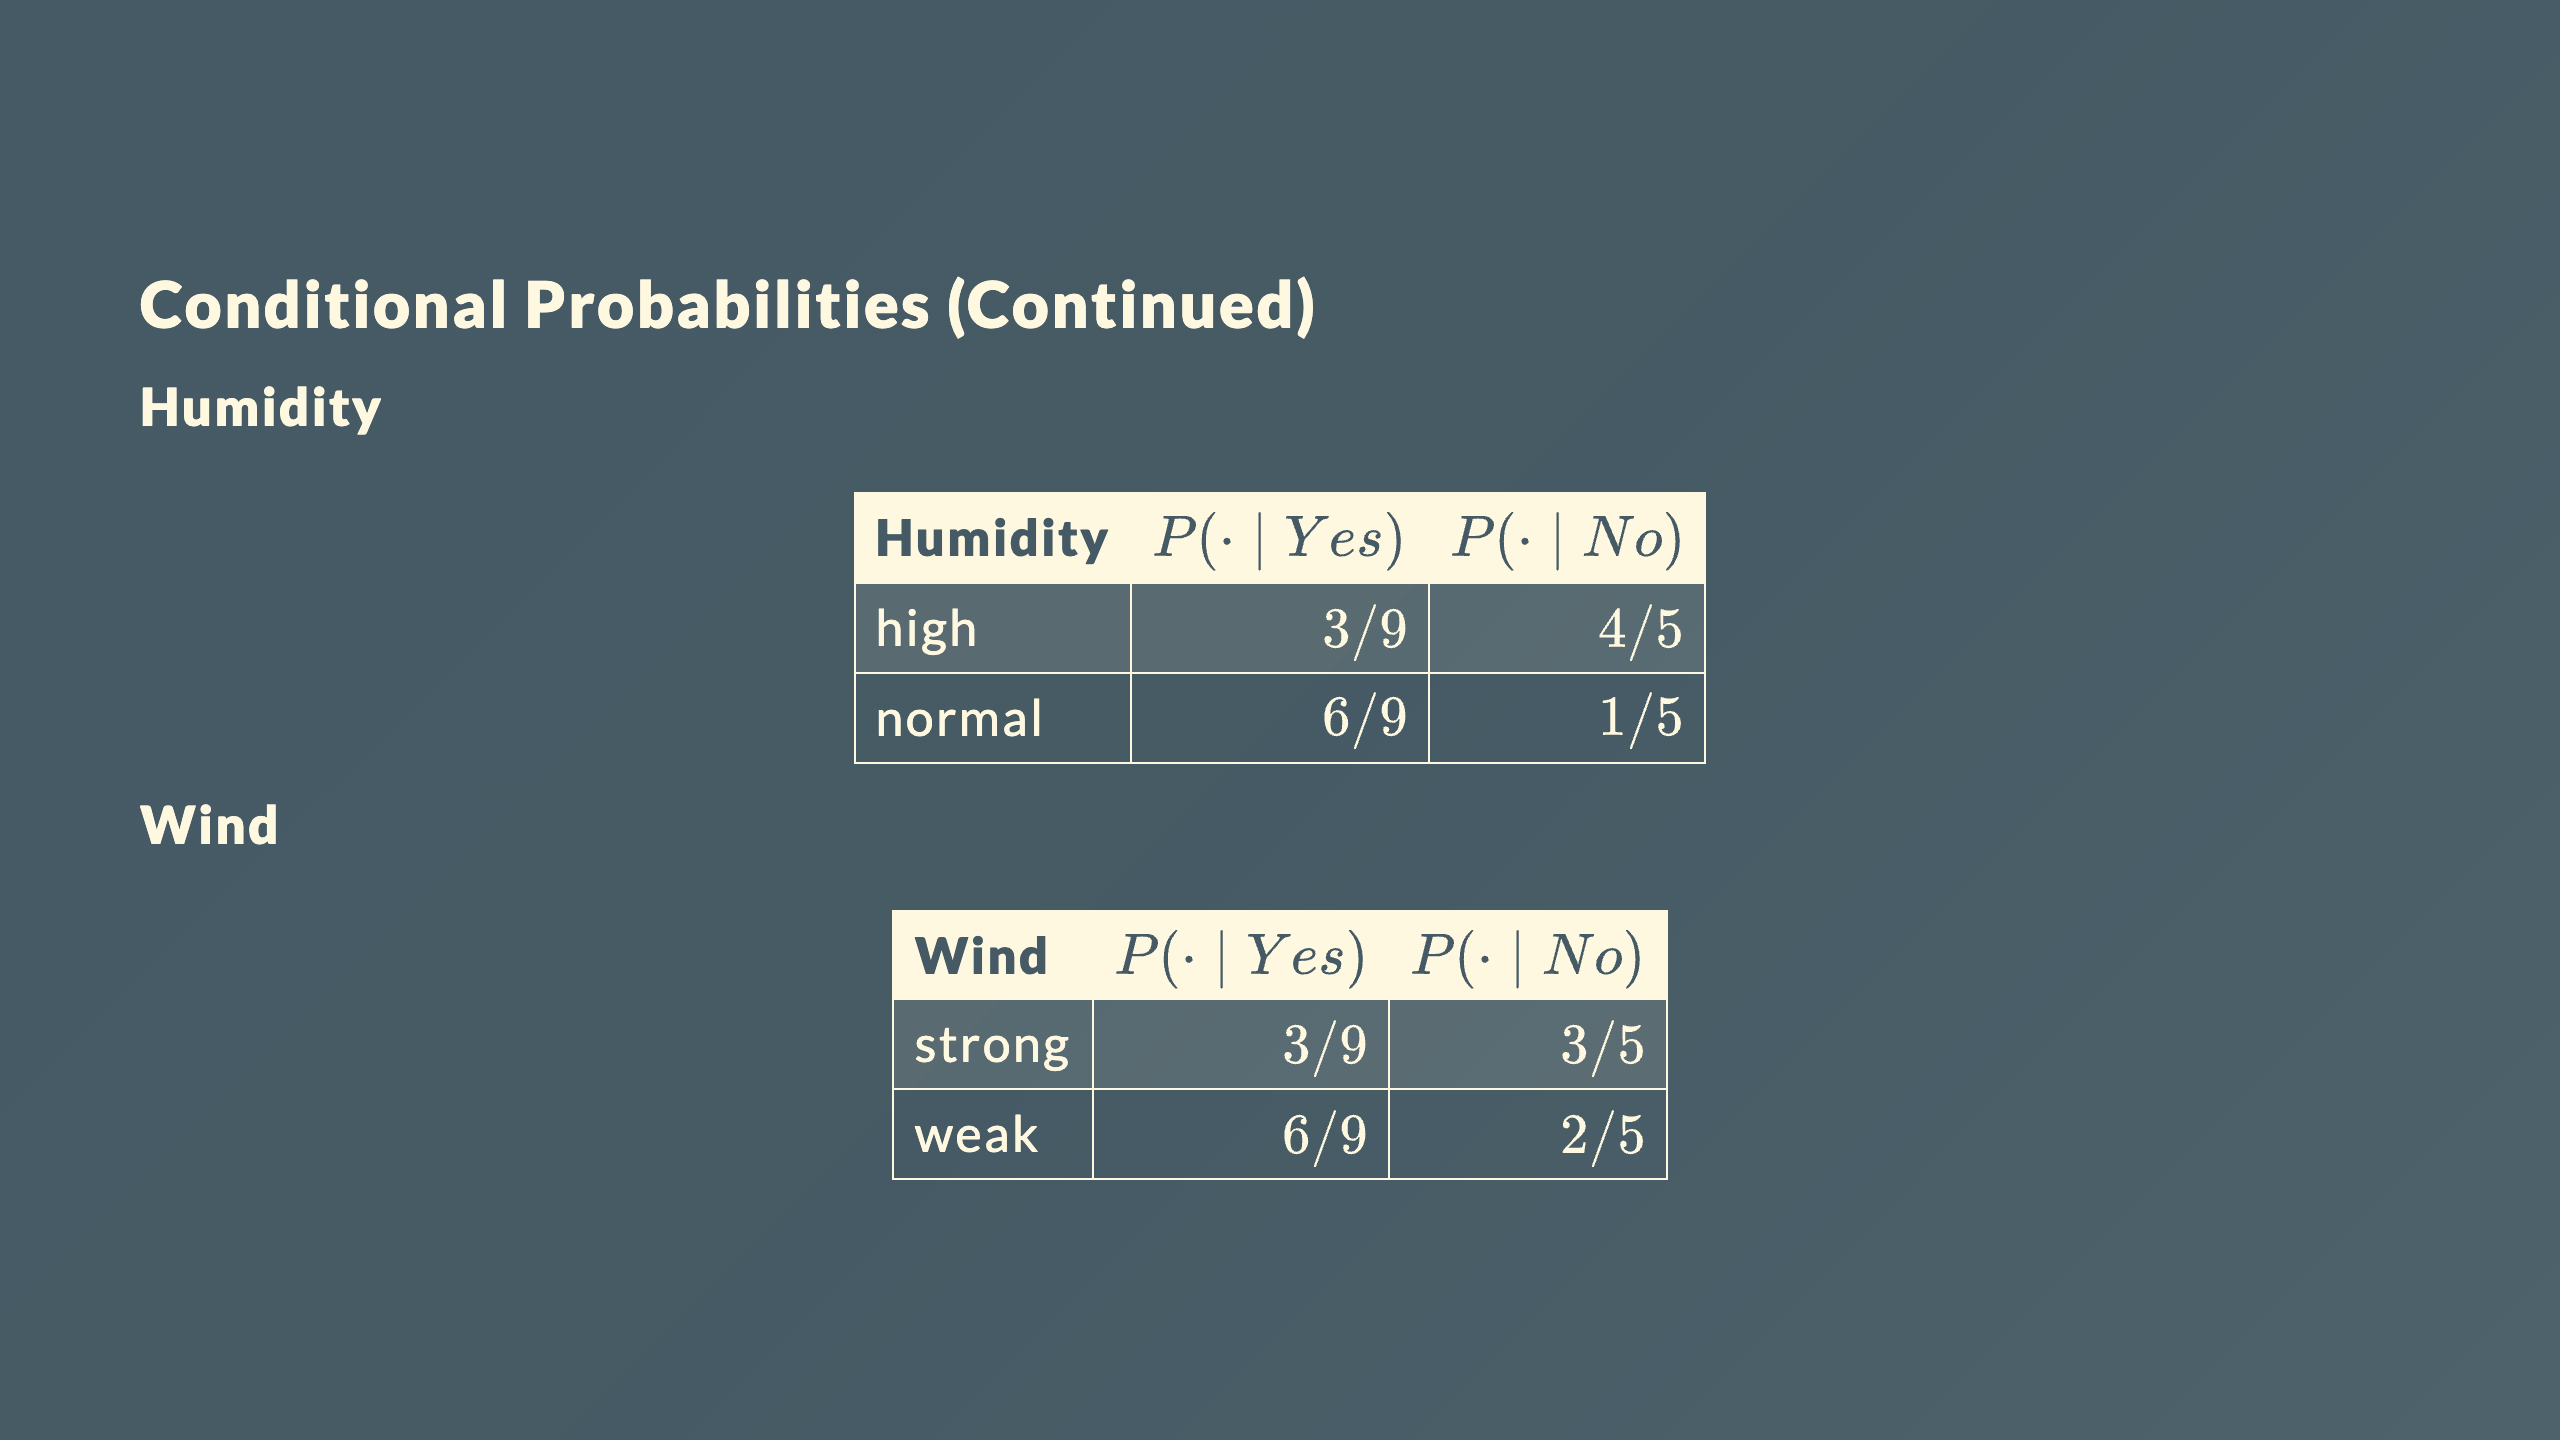 Conditional Probabilities (Continued)
Humidity
Humidity P(· | Yes) P(· | No)
high 3/9 4/5
normal 6/9 1/5
Wind
Wind P(· | Yes) P(· | No)
strong 3/9 3/5
weak 6/9 2/5